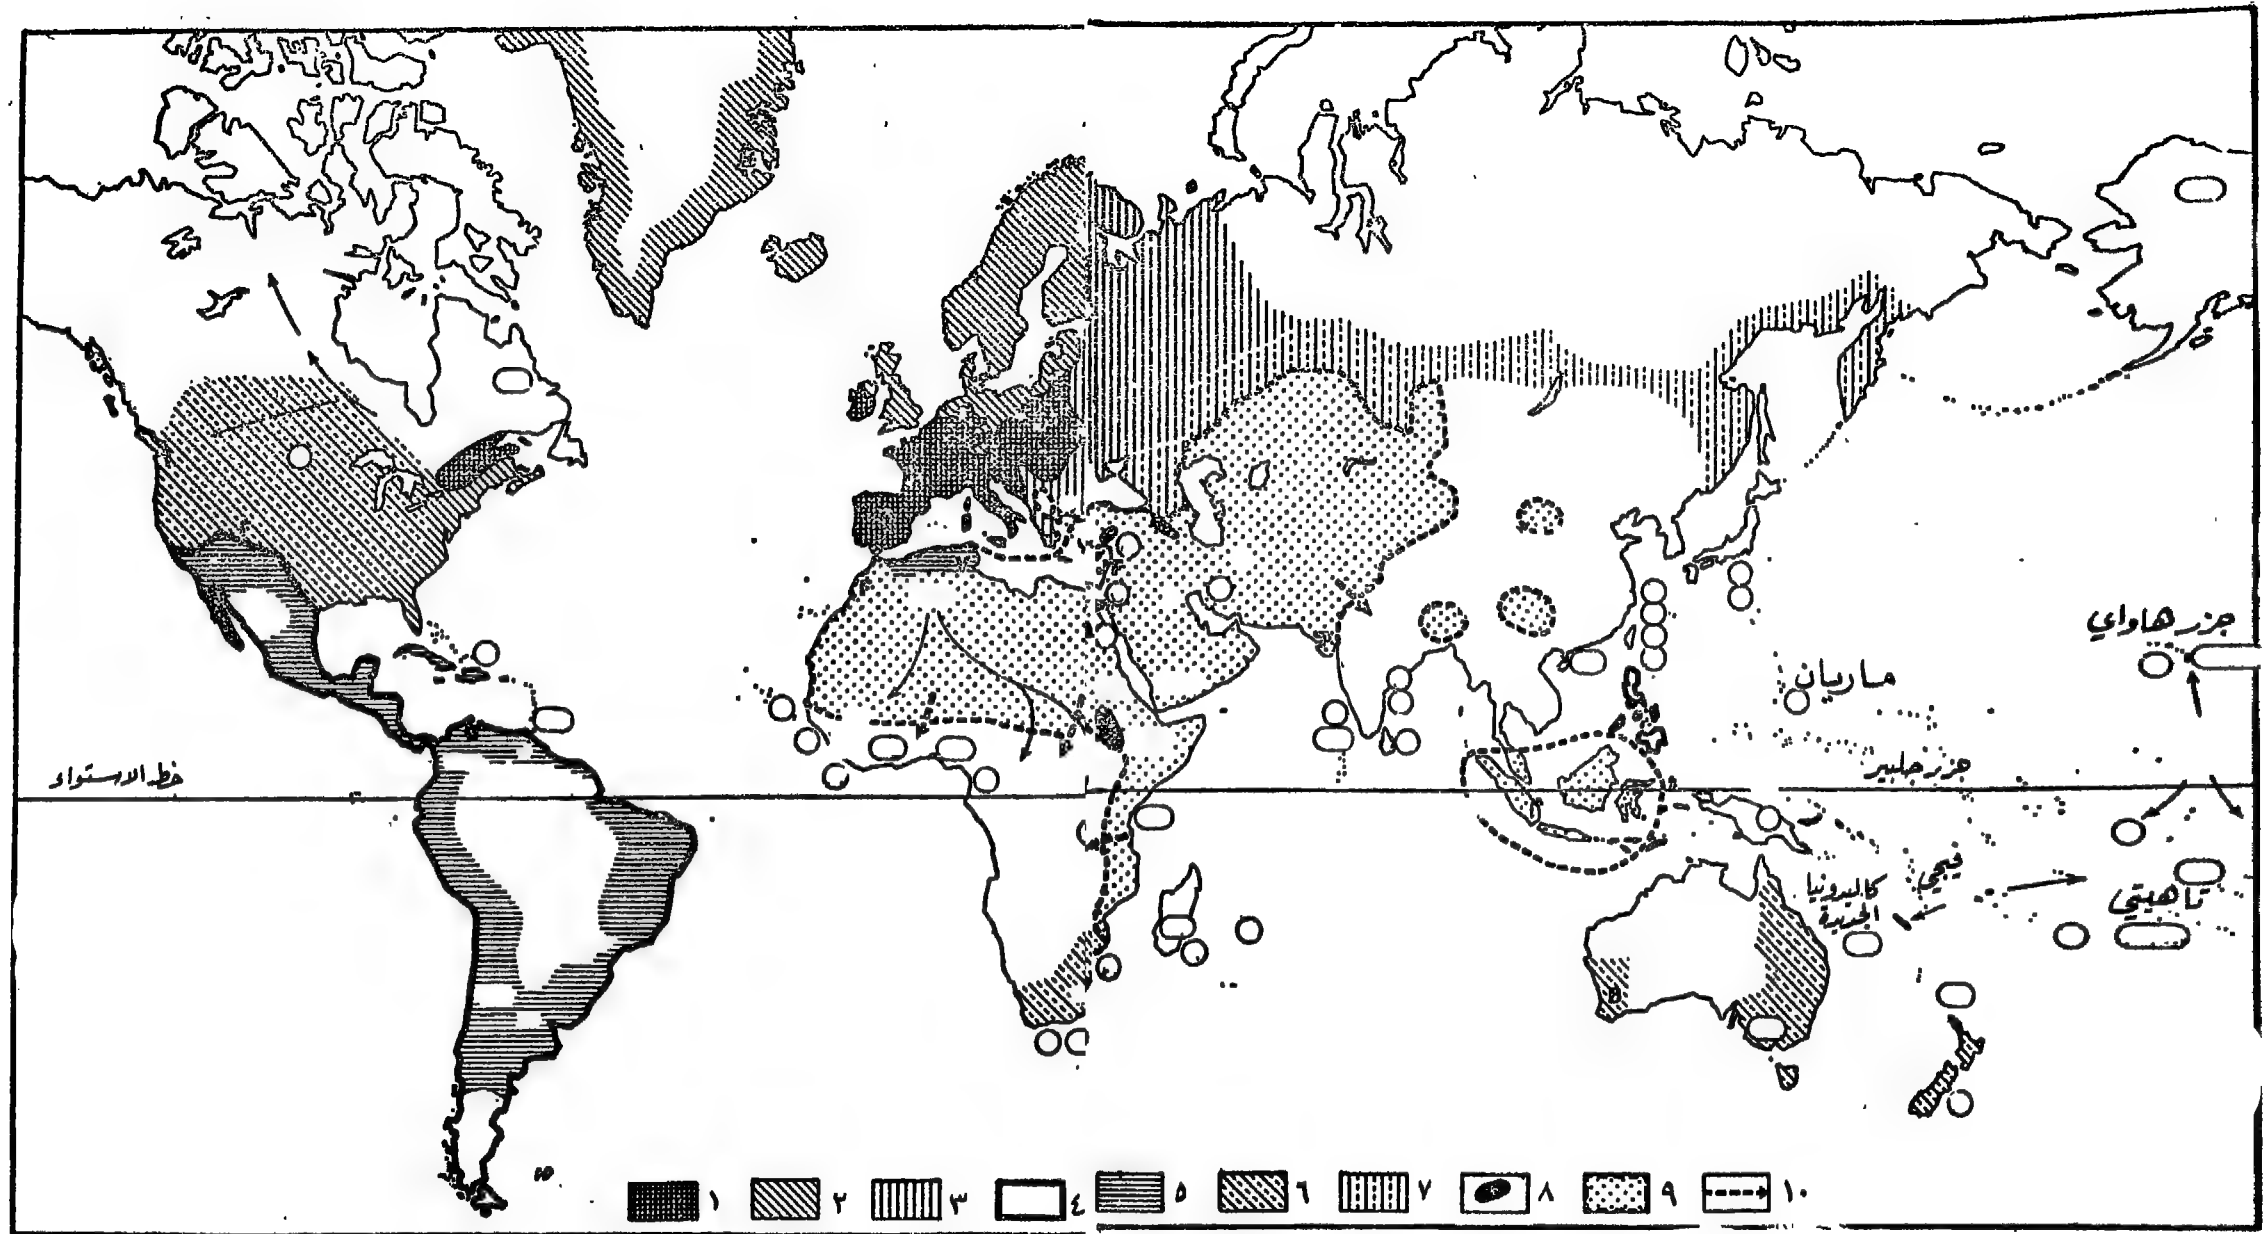 جزر هاواي
ماريان
خط الاستواء
جزر جلبير
فيجي
كاليدونيا
الجديدة
تاهيتي
١ ٢ ٣ ٤ ٥ ٦ ٧ ٨ ٩ ١٠